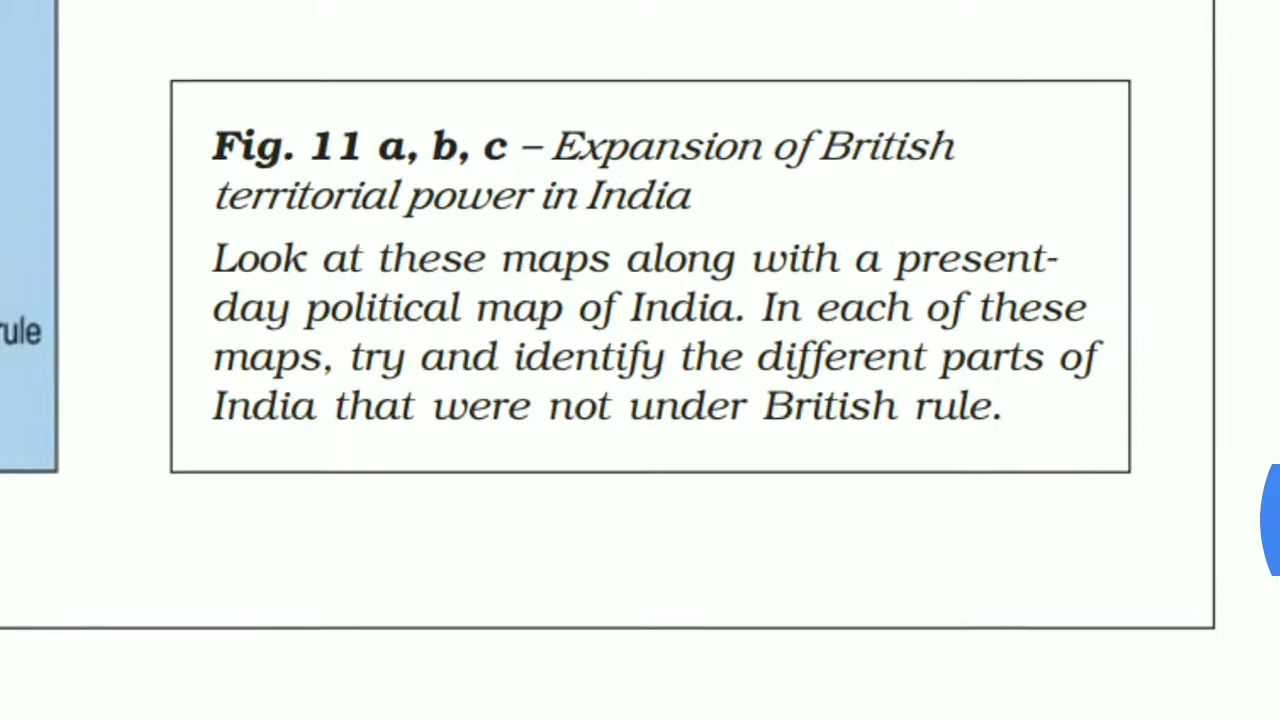 Fig. 11 a, b, c – Expansion of British
territorial power in India
Look at these maps along with a present-
day political map of India. In each of these
rule
maps, try and identify the different parts of
India that were not under British rule.